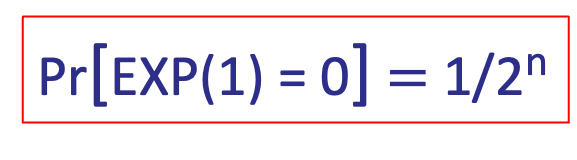 Pr[EXP(1) = 0] = 1/2ⁿ